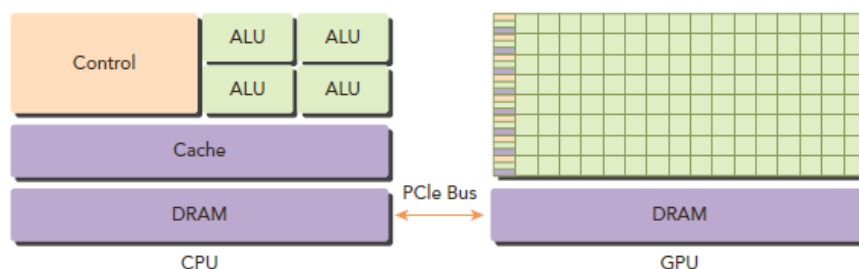 Control
ALU ALU
ALU ALU
Cache
DRAM
CPU
PCIe Bus
DRAM
GPU